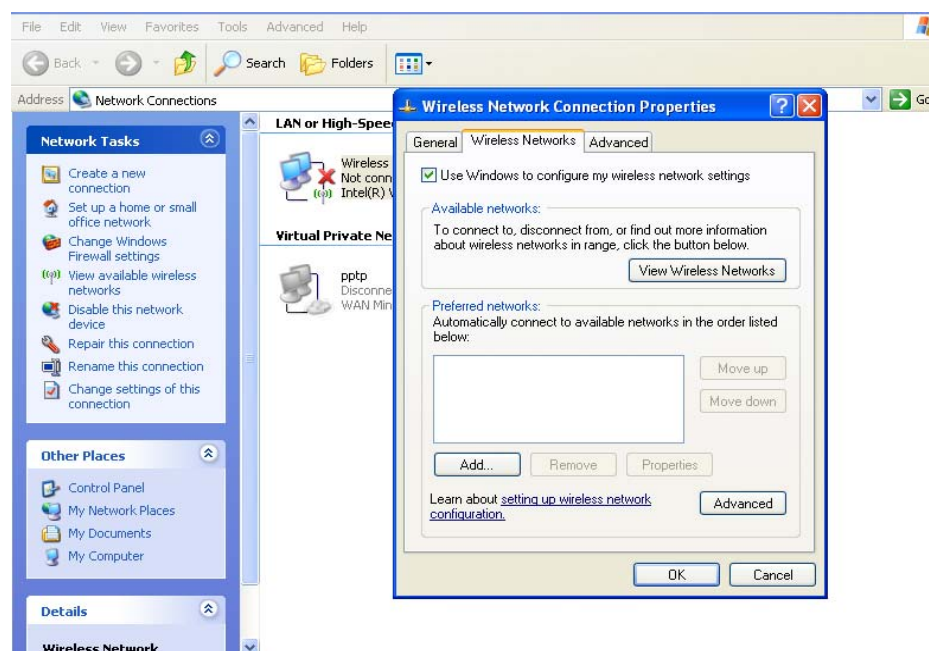 File Edit View Favorites Tools Advanced Help
Back Search Folders
Address Network Connections
Go
Network Tasks
Create a new
connection
Set up a home or small
office network
Change Windows
Firewall settings
View available wireless
networks
Disable this network
device
Repair this connection
Rename this connection
Change settings of this
connection
Other Places
Control Panel
My Network Places
My Documents
My Computer
Details
Wireless Network
LAN or High-Spee
Wireless
Not conn
Intel(R)
Virtual Private Ne
pptp
Disconne
WAN Min
Wireless Network Connection Properties
General Wireless Networks Advanced
Use Windows to configure my wireless network settings
Available networks:
To connect to, disconnect from, or find out more information
about wireless networks in range, click the button below.
View Wireless Networks
Preferred networks:
Automatically connect to available networks in the order listed
below:
Move up
Move down
Add... Remove Properties
Learn about setting up wireless network
configuration.
Advanced
OK Cancel